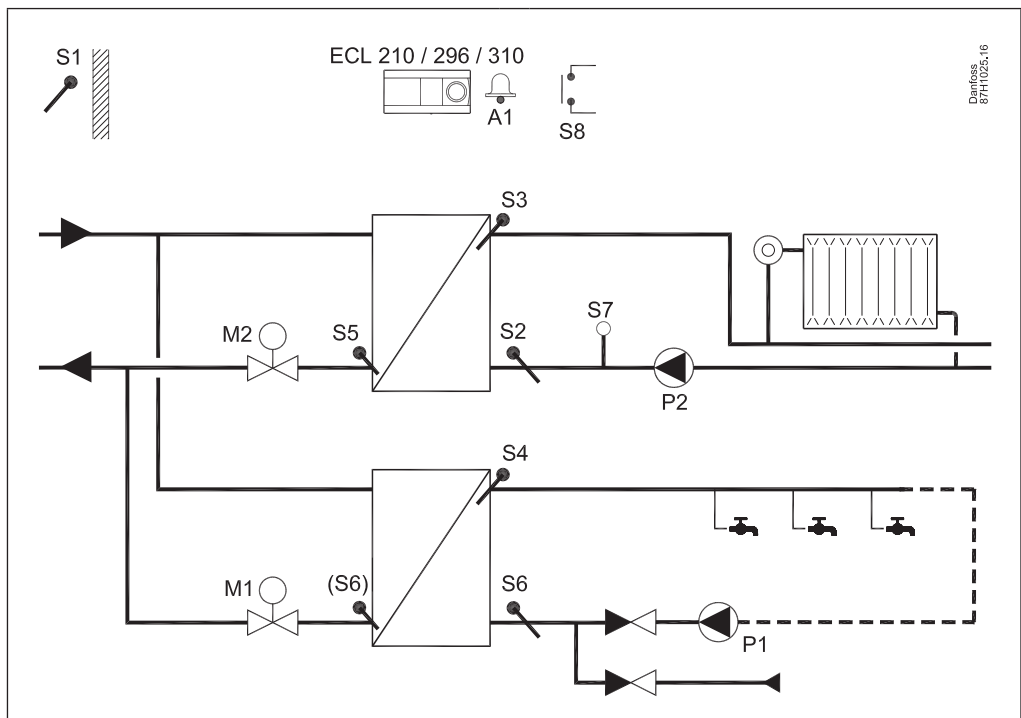 S1
ECL 210 / 296 / 310
A1
S8
Danfoss
87H1025.16
S3
M2
S5
S2
S7
P2
S4
M1
(S6)
S6
P1